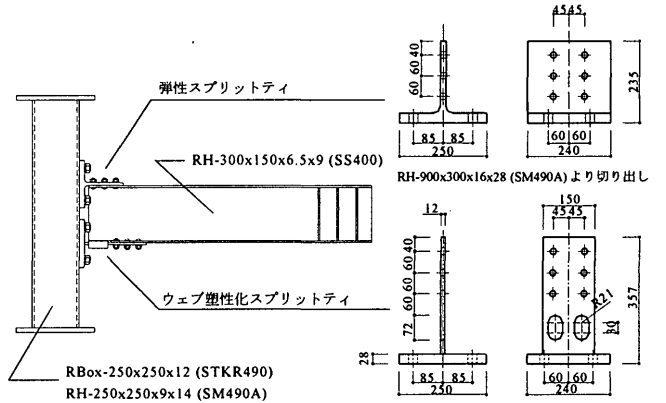 弾性スプリットティ
RH-300x150x6.5x9 (SS400)
ウェブ塑性化スプリットティ
RBox-250x250x12 (STKR490)
RH-250x250x9x14 (SM490A)
60 60 40
85 85
250
4545
235
60 60
240
RH-900x300x16x28 (SM490A) より切り出し
12
72 60 60 40
28
85 85
250
150
4545
R21
30
357
60 60
240